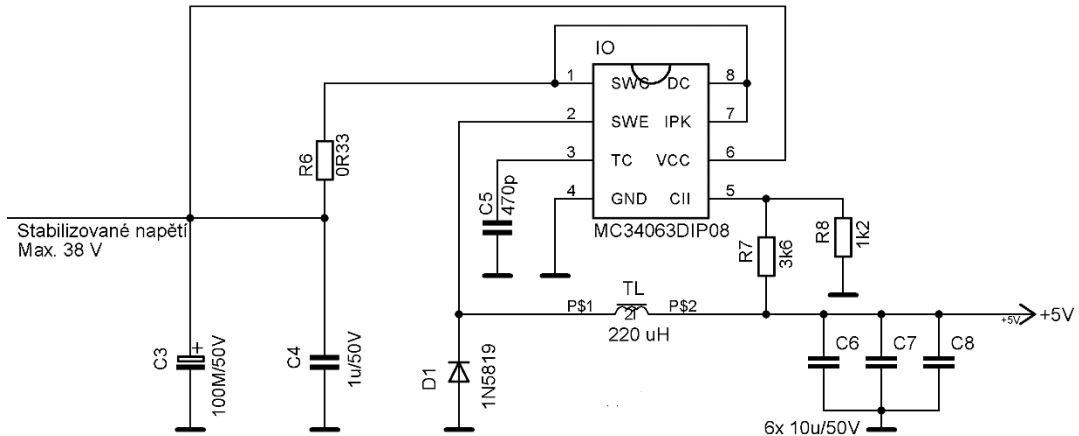 IO
1
SWC
DC
8
2
SWE
IPK
7
3
TC
VCC
6
4
GND
CII
5
MC34063DIP08
R6
0R33
C5
470p
Stabilizované napětí
Max. 38 V
R7
3k6
R8
1k2
TL
P$1
P$2
220 uH
+5V
+5V
C3
+
100M/50V
C4
1u/50V
D1
1N5819
C6
C7
C8
6x 10u/50V